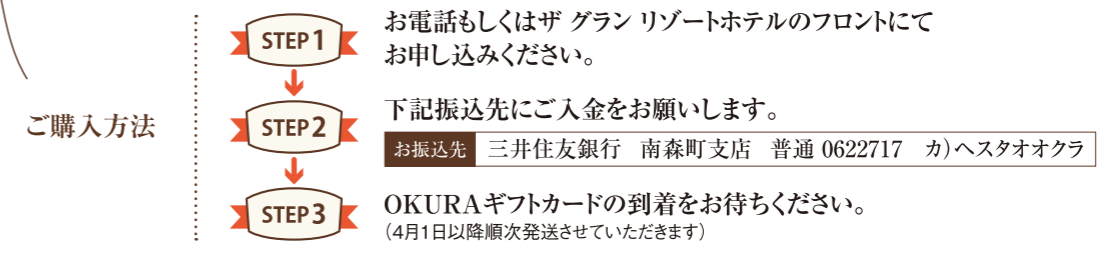 ご購入方法
STEP1
お電話もしくはザ グラン リゾートホテルのフロントにて
お申し込みください。
STEP2
下記振込先にご入金をお願いします。
お振込先 三井住友銀行 南森町支店 普通 0622717 カ)ヘスタオオクラ
STEP3
OKURAギフトカードの到着をお待ちください。
(4月1日以降順次発送させていただきます)